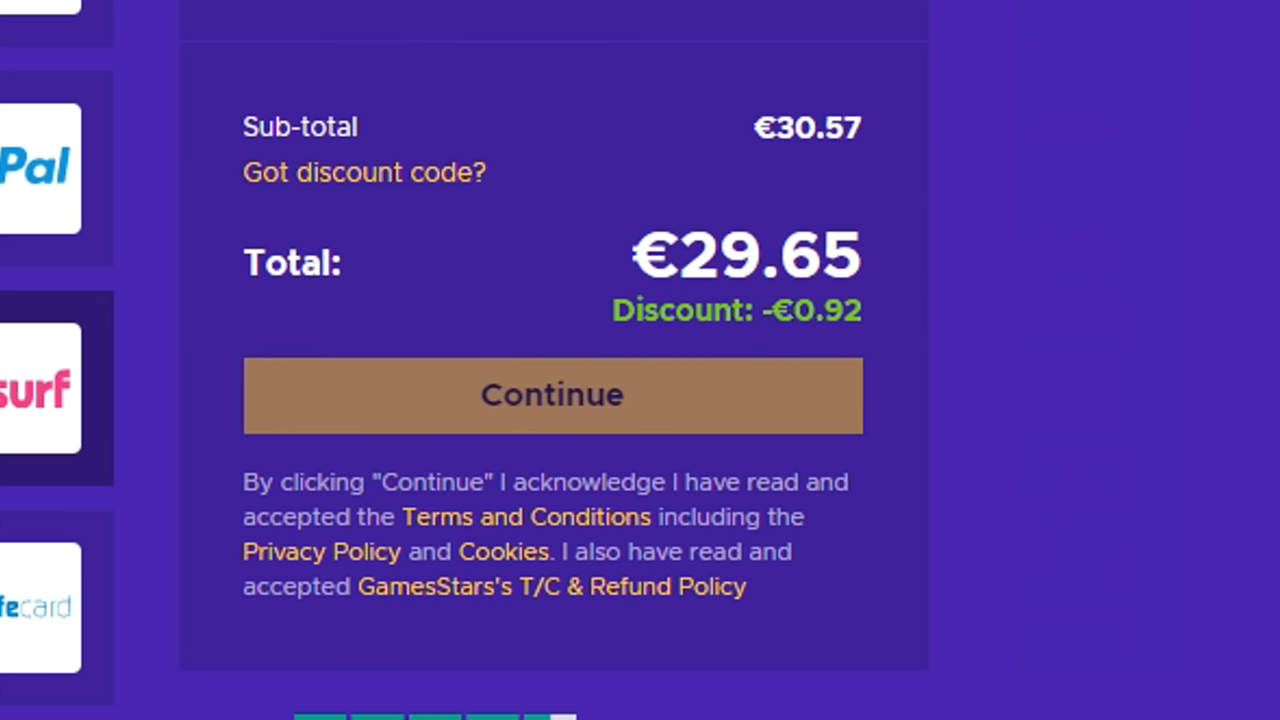 Pal
Sub-total €30.57
Got discount code?
Total: €29.65
Discount: -€0.92
surf
Continue
By clicking "Continue" I acknowledge I have read and
accepted the Terms and Conditions including the
Privacy Policy and Cookies. I also have read and
accepted GamesStars's T/C & Refund Policy
fecard